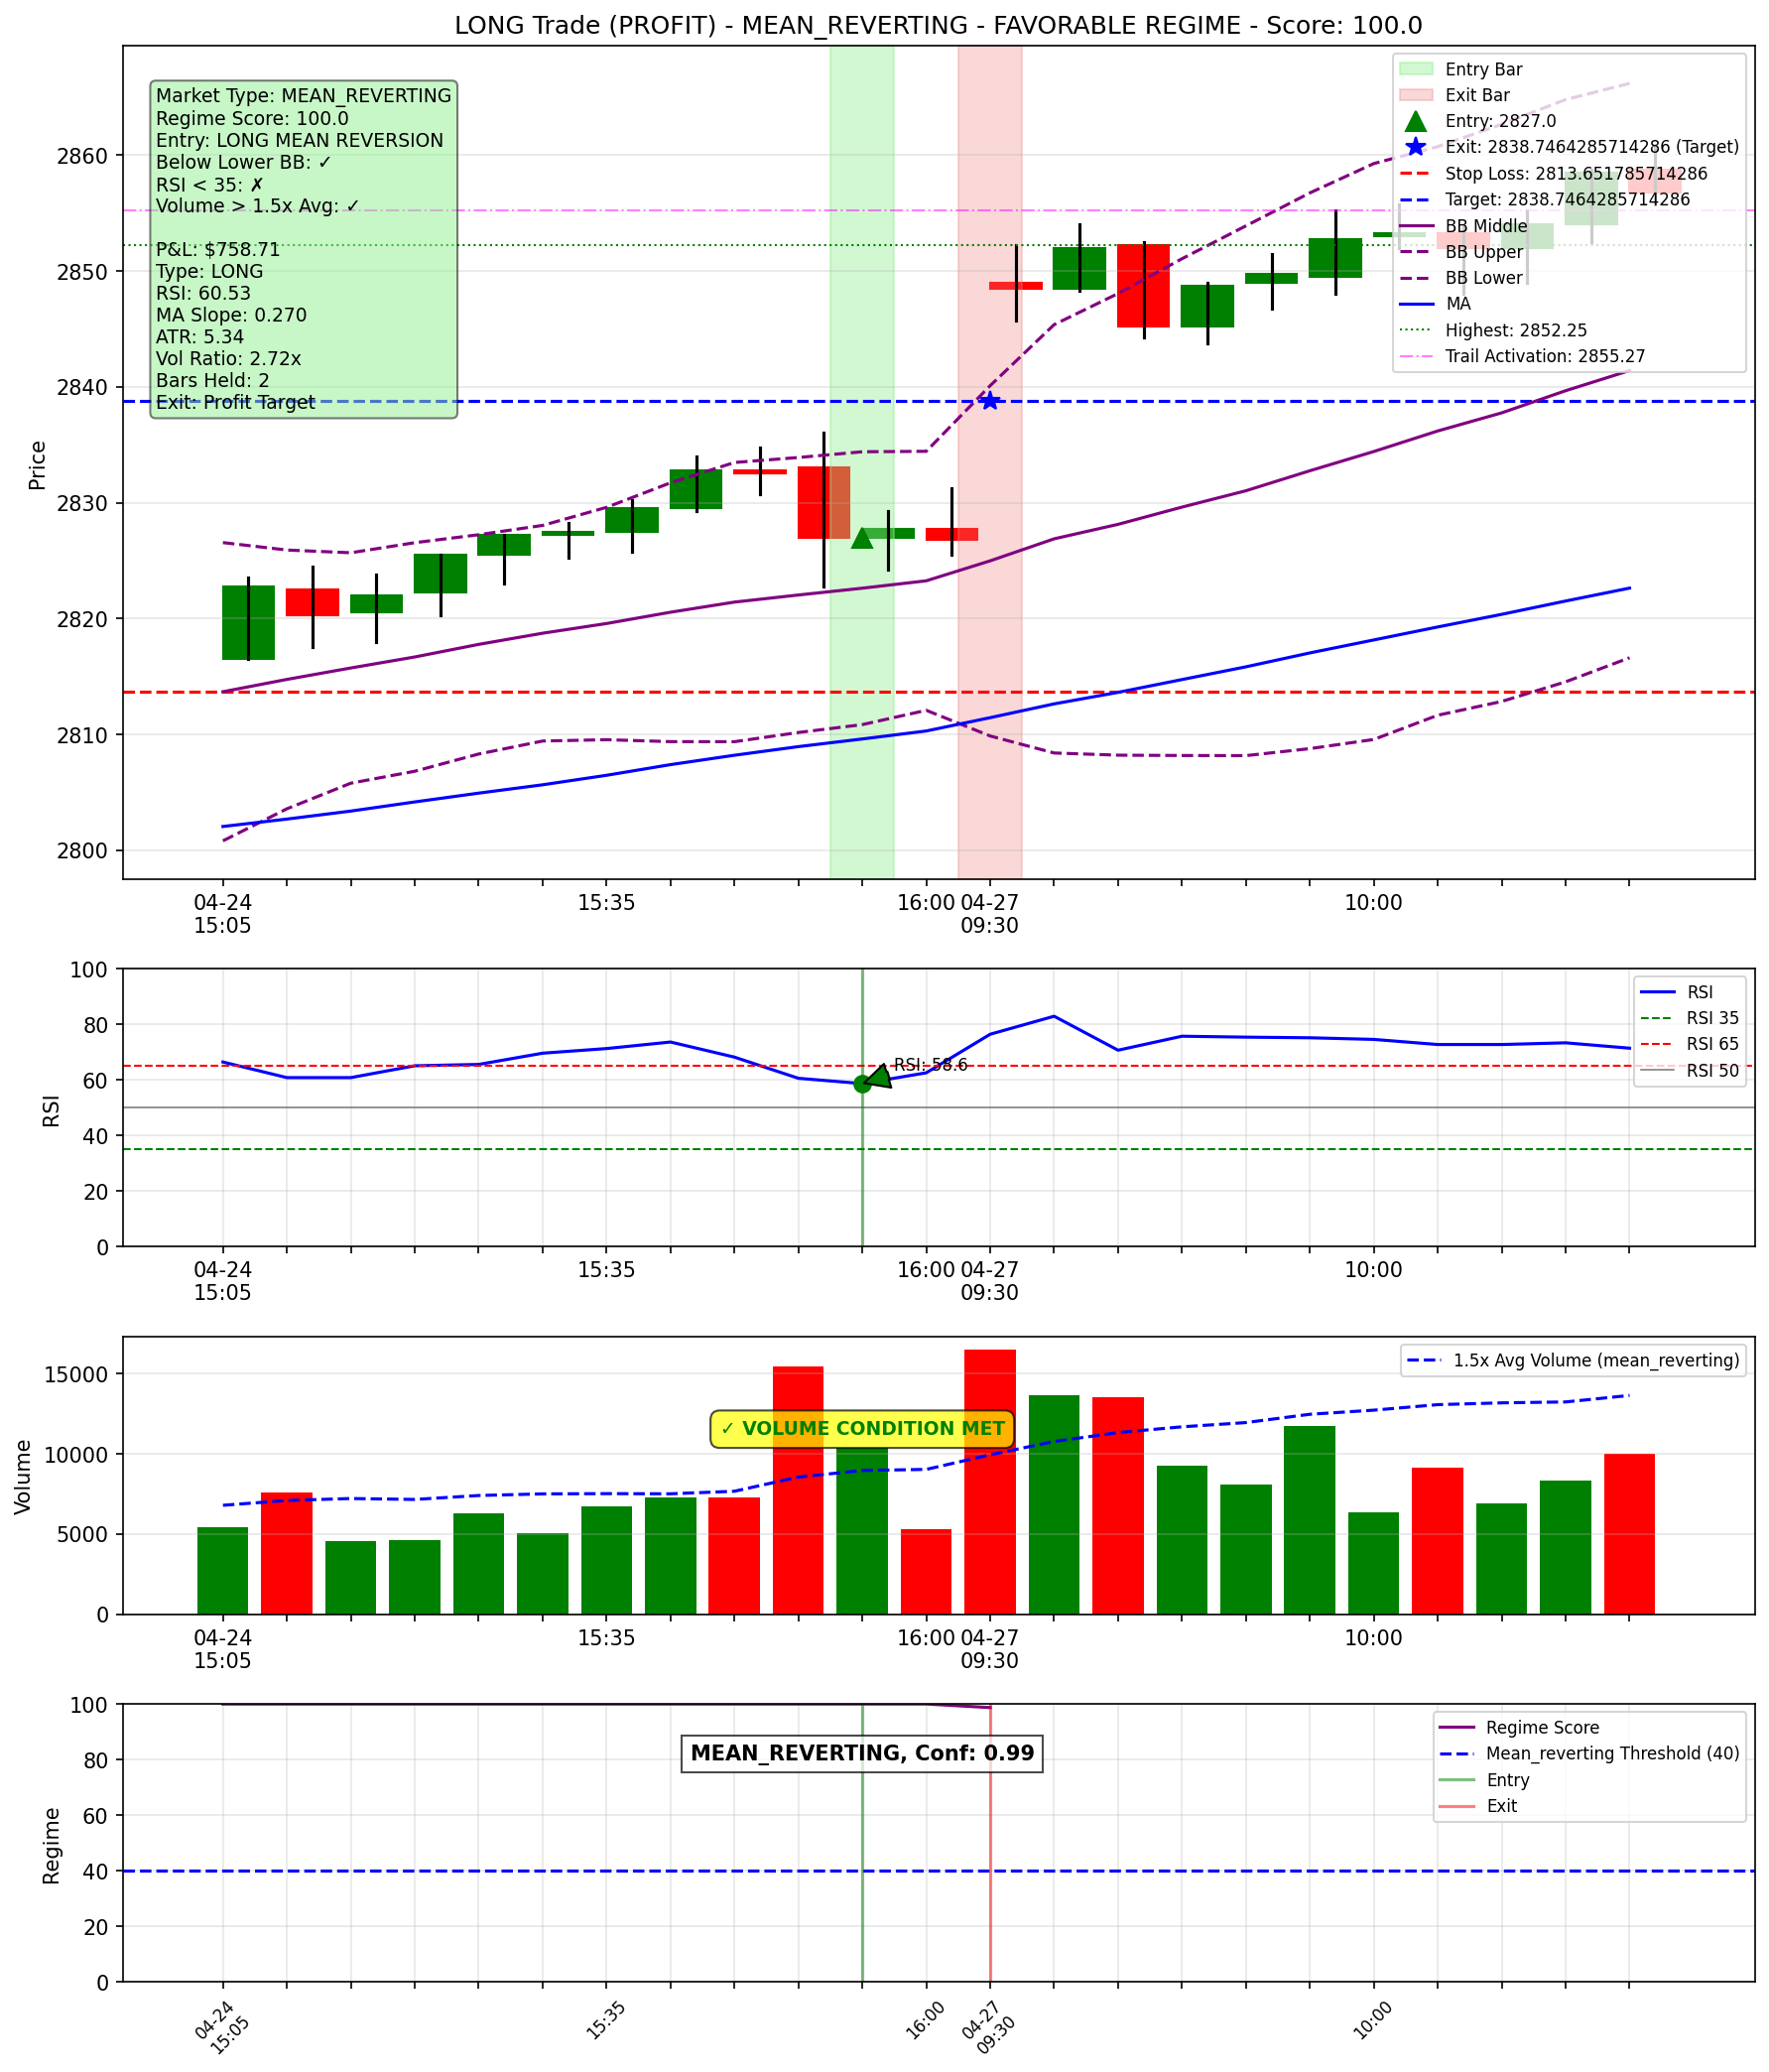 LONG Trade (PROFIT) - MEAN_REVERTING - FAVORABLE REGIME - Score: 100.0
Market Type: MEAN_REVERTING
Regime Score: 100.0
Entry: LONG MEAN REVERSION
Below Lower BB: ✓
RSI < 35: ✗
Volume > 1.5x Avg: ✓
P&L: $758.71
Type: LONG
RSI: 60.53
MA Slope: 0.270
ATR: 5.34
Vol Ratio: 2.72x
Bars Held: 2
Exit: Profit Target
Entry Bar
Exit Bar
Entry: 2827.0
Exit: 2838.7464285714286 (Target)
Stop Loss: 2813.651785714286
Target: 2838.7464285714286
BB Middle
BB Upper
BB Lower
MA
Highest: 2852.25
Trail Activation: 2855.27
Price
2860
2850
2840
2830
2820
2810
2800
04-24
15:05
15:35
16:00
04-27
09:30
10:00
RSI
100
80
60
40
20
0
RSI: 58.6
RSI
RSI 35
RSI 65
RSI 50
04-24
15:05
15:35
16:00
04-27
09:30
10:00
Volume
15000
10000
5000
0
✓ VOLUME CONDITION MET
1.5x Avg Volume (mean_reverting)
04-24
15:05
15:35
16:00
04-27
09:30
10:00
Regime
100
80
60
40
20
0
MEAN_REVERTING, Conf: 0.99
Regime Score
Mean_reverting Threshold (40)
Entry
Exit
04-24
15:05
15:35
16:00
04-27
09:30
10:00